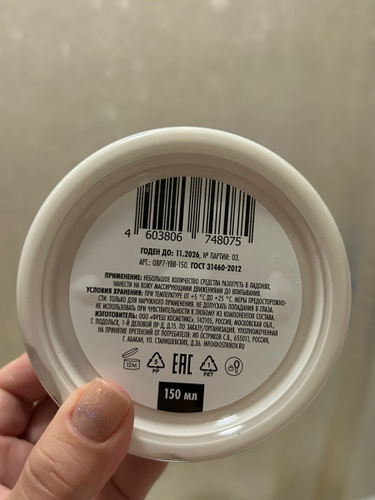 4 603806 748075
ГОДЕН ДО: 11.2026, № ПАРТИИ: 03.
АРТ.: OBP7-YBB-150. ГОСТ 31460-2012
ПРИМЕНЕНИЕ: НЕБОЛЬШОЕ КОЛИЧЕСТВО СРЕДСТВА РАЗОГРЕТЬ В ЛАДОНЯХ,
НАНЕСТИ НА КОЖУ МАССИРУЮЩИМИ ДВИЖЕНИЯМИ ДО ВПИТЫВАНИЯ.
УСЛОВИЯ ХРАНЕНИЯ: ПРИ ТЕМПЕРАТУРЕ ОТ +5 °С ДО +25 °С. МЕРЫ ПРЕДОСТОРОЖНО-
СТИ: ТОЛЬКО ДЛЯ НАРУЖНОГО ПРИМЕНЕНИЯ. НЕ ДОПУСКАТЬ ПОПАДАНИЯ В ГЛАЗА.
НЕ ИСПОЛЬЗОВАТЬ ПРИ ЧУВСТВИТЕЛЬНОСТИ К ЛЮБОМУ ИЗ КОМПОНЕНТОВ СОСТАВА.
ИЗГОТОВИТЕЛЬ: ООО "ФРЕШ КОСМЕТИКС", 142105, РОССИЯ, МОСКОВСКАЯ ОБЛ.,
Г. ПОДОЛЬСК, 1-Й ДЕЛОВОЙ ПР-Д, Д.15. ПО ЗАКАЗУ/ОРГАНИЗАЦИЯ, УПОЛНОМОЧЕННАЯ
НА ПРИНЯТИЕ ПРЕТЕНЗИЙ ОТ ПОТРЕБИТЕЛЯ: ИП ОСТРИКОВ С.В., 655011, РОССИЯ,
Г. АБАКАН, УЛ. СТАНИШЕВСКИХ, Д.36. INFO@OSTRIKOV.RU
12M 5 PP EAC 1 PET
150 МЛ